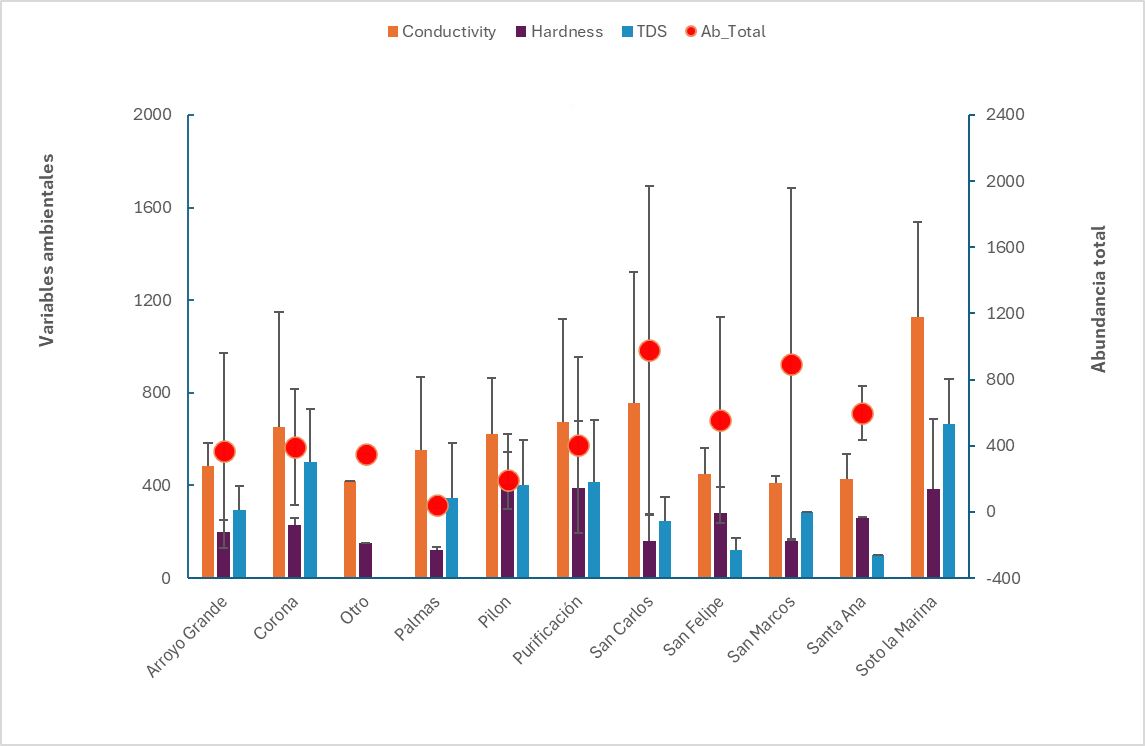 Conductivity Hardness TDS Ab_Total
Variables ambientales
2000
1600
1200
800
400
0
2400
2000
1600
1200
800
400
0
-400
Abundancia total
Arroyo Grande
Corona
Otro
Palmas
Pilon
Purificación
San Carlos
San Felipe
San Marcos
Santa Ana
Soto la Marina